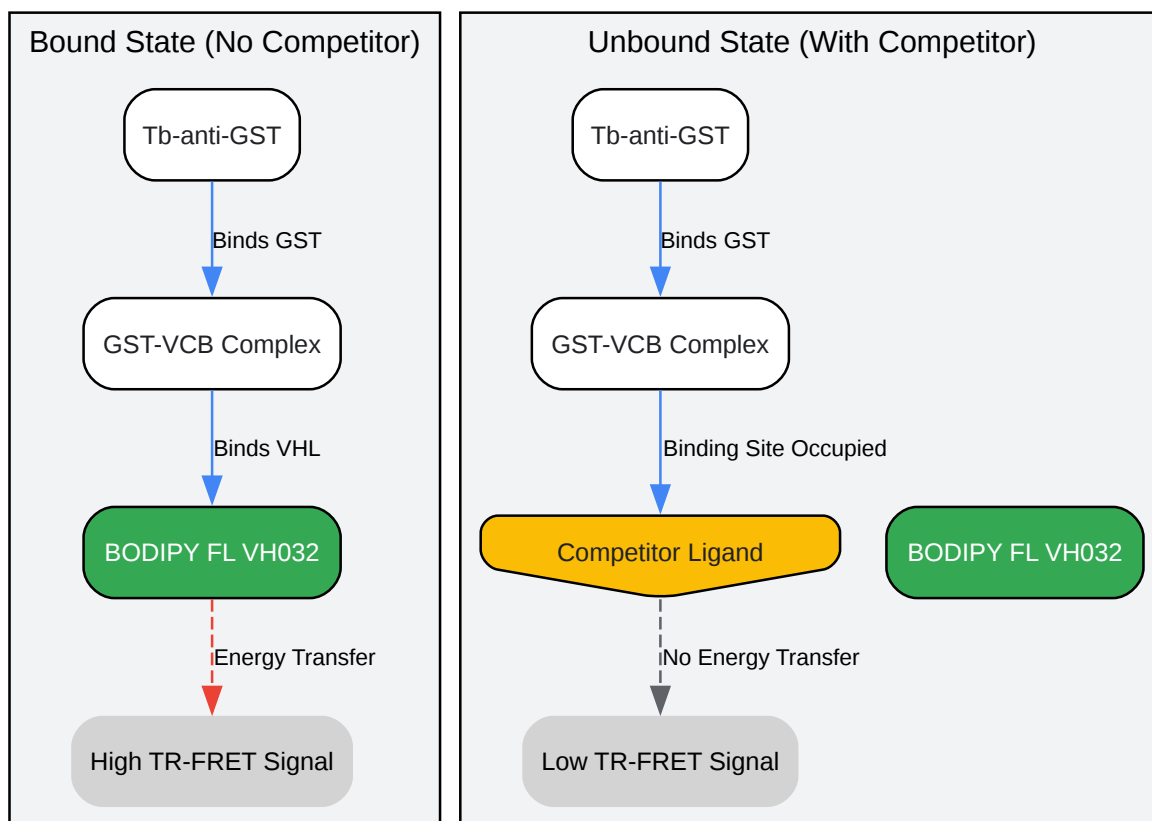 Bound State (No Competitor)
Tb-anti-GST
Binds GST
GST-VCB Complex
Binds VHL
BODIPY FL VH032
Energy Transfer
High TR-FRET Signal
Unbound State (With Competitor)
Tb-anti-GST
Binds GST
GST-VCB Complex
Binding Site Occupied
Competitor Ligand
BODIPY FL VH032
No Energy Transfer
Low TR-FRET Signal